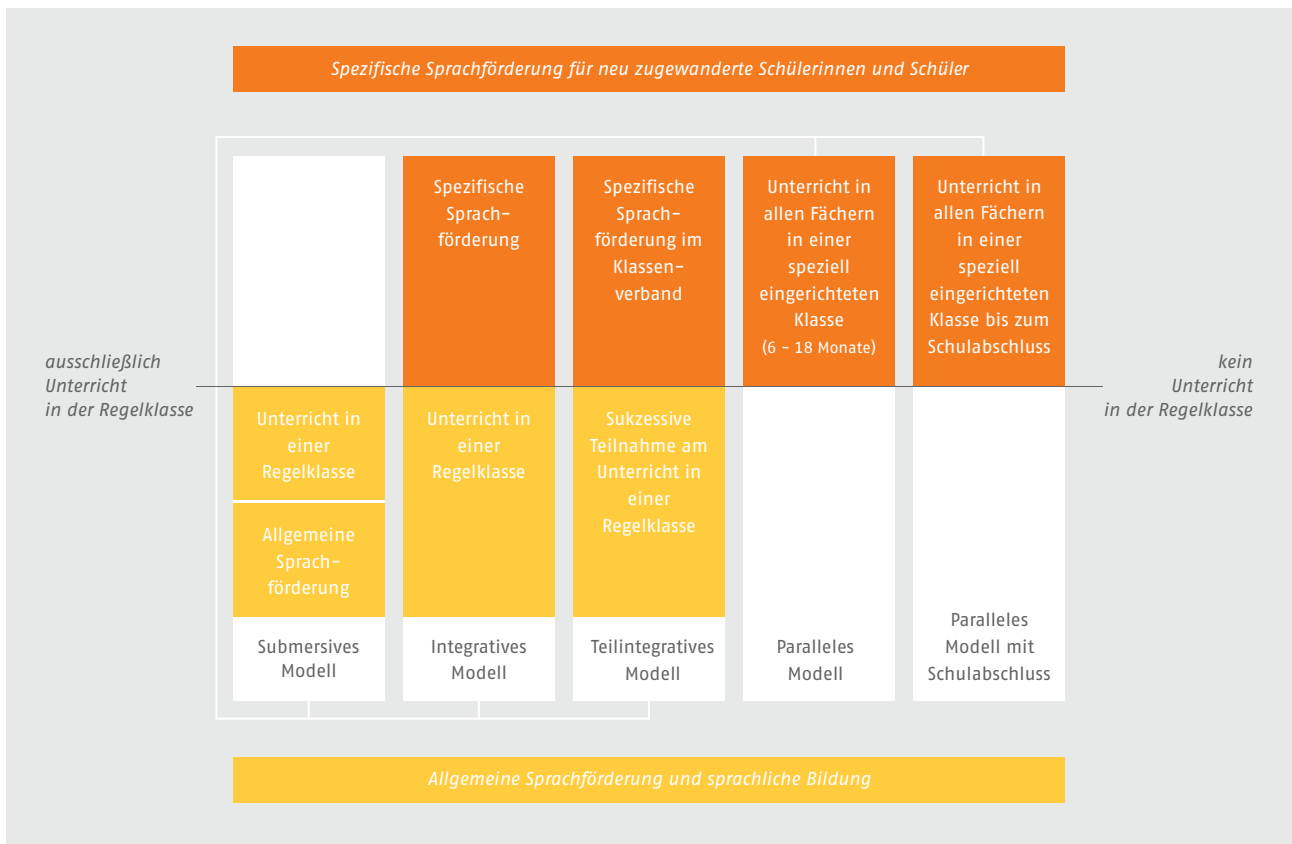 Spezifische Sprachförderung für neu zugewanderte Schülerinnen und Schüler
Spezifische
Sprach–
förderung
Spezifische
Sprach–
förderung im
Klassen–
verband
Unterricht in
allen Fächern
in einer
speziell
eingerichteten
Klasse
(6 – 18 Monate)
Unterricht in
allen Fächern
in einer
speziell
eingerichteten
Klasse bis zum
Schulabschluss
ausschließlich
Unterricht
in der Regelklasse
kein
Unterricht
in der Regelklasse
Unterricht in
einer
Regelklasse
Allgemeine
Sprach–
förderung
Unterricht in
einer
Regelklasse
Sukzessive
Teilnahme am
Unterricht in
einer
Regelklasse
Submersives
Modell
Integratives
Modell
Teilintegratives
Modell
Paralleles
Modell
Paralleles
Modell mit
Schulabschluss
Allgemeine Sprachförderung und sprachliche Bildung